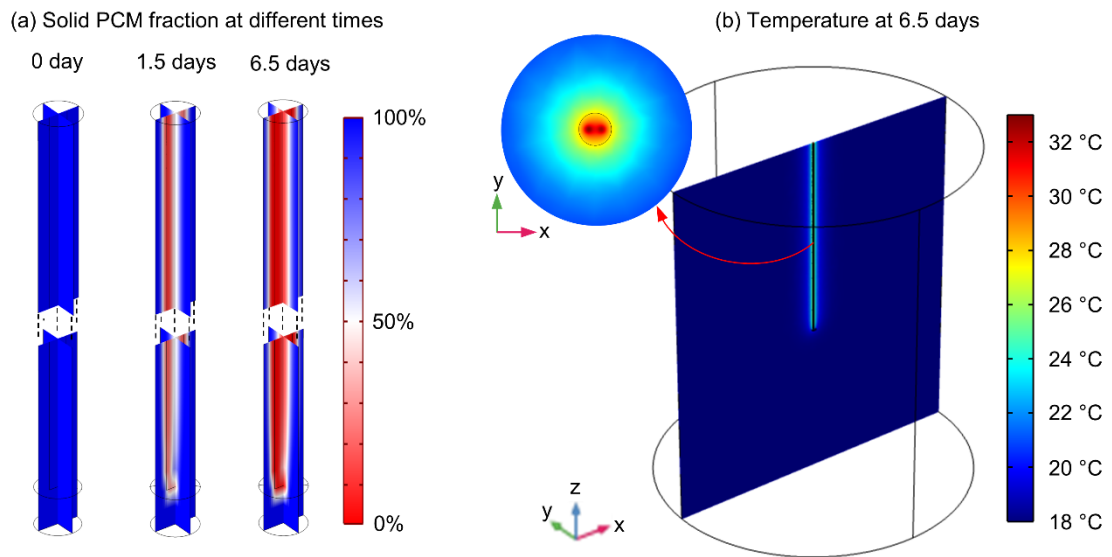 (a) Solid PCM fraction at different times
0 day
1.5 days
6.5 days
100%
50%
0%
(b) Temperature at 6.5 days
y
x
32 °C
30 °C
28 °C
26 °C
24 °C
22 °C
20 °C
18 °C
z
y
x